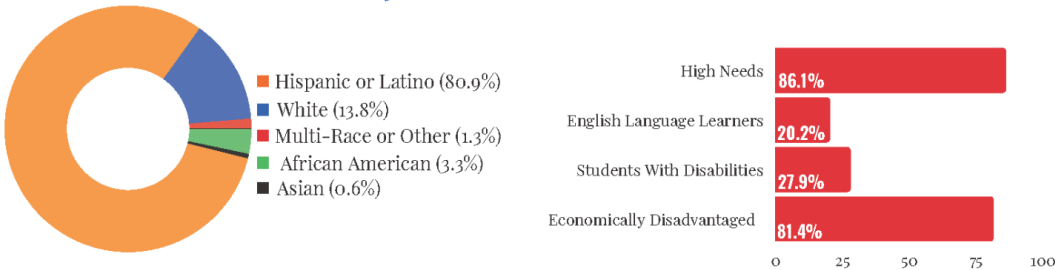 Hispanic or Latino (80.9%)
White (13.8%)
Multi-Race or Other (1.3%)
African American (3.3%)
Asian (0.6%)
High Needs
86.1%
English Language Learners
20.2%
Students With Disabilities
27.9%
Economically Disadvantaged
81.4%
0 25 50 75 100